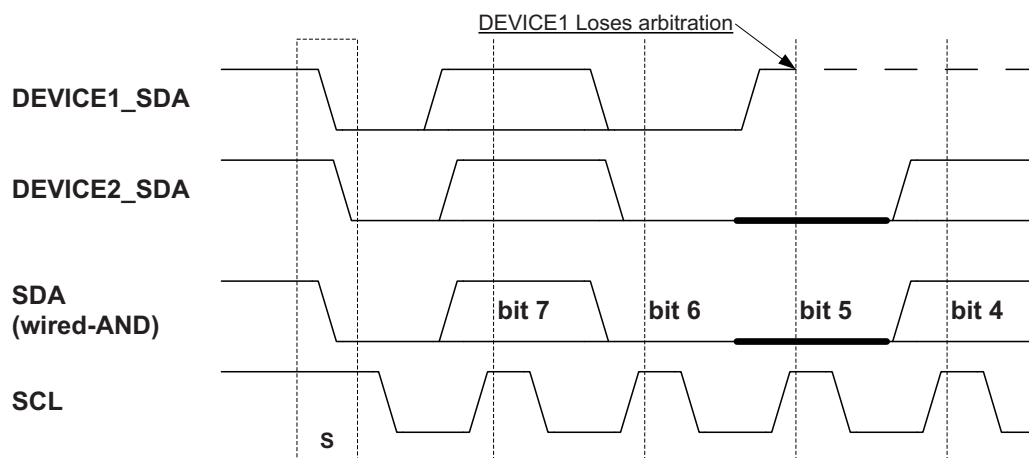 DEVICE1 Loses arbitration
DEVICE1_SDA
DEVICE2_SDA
SDA
(wired-AND)
bit 7
bit 6
bit 5
bit 4
SCL
S